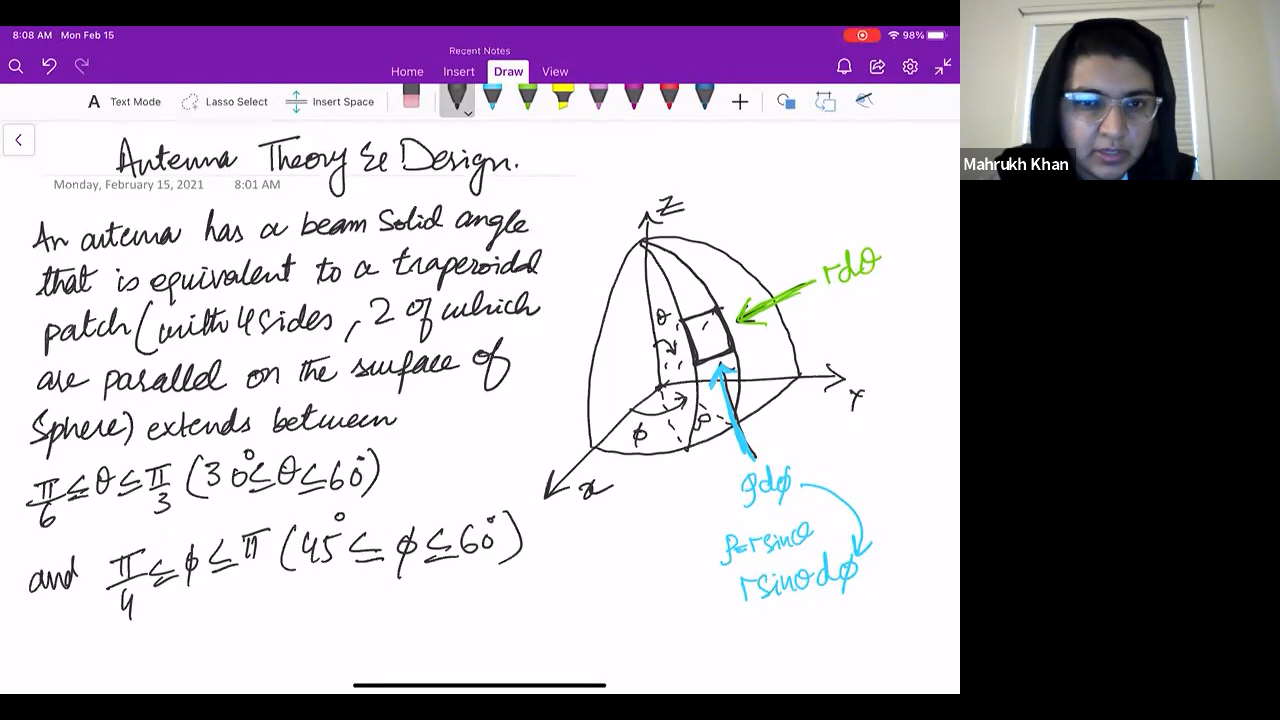 8:08 AM Mon Feb 15
98%
Recent Notes
Home Insert Draw View
Text Mode Lasso Select Insert Space
Antenna Theory & Design.
Monday, February 15, 2021 8:01 AM
An antenna has a beam solid angle
that is equivalent to a trapezoidal
patch (with 4 sides, 2 of which
are parallel on the surface of
sphere) extends between
π/6 ≤ θ ≤ π/3 (30° ≤ θ ≤ 60°)
and π/4 ≤ ϕ ≤ π (45° ≤ ϕ ≤ 60°)
Z
rdθ
θ
Y
ρ
ϕ
x
ρdϕ
ρ=rsinθ
rsinθdϕ
Mahrukh Khan